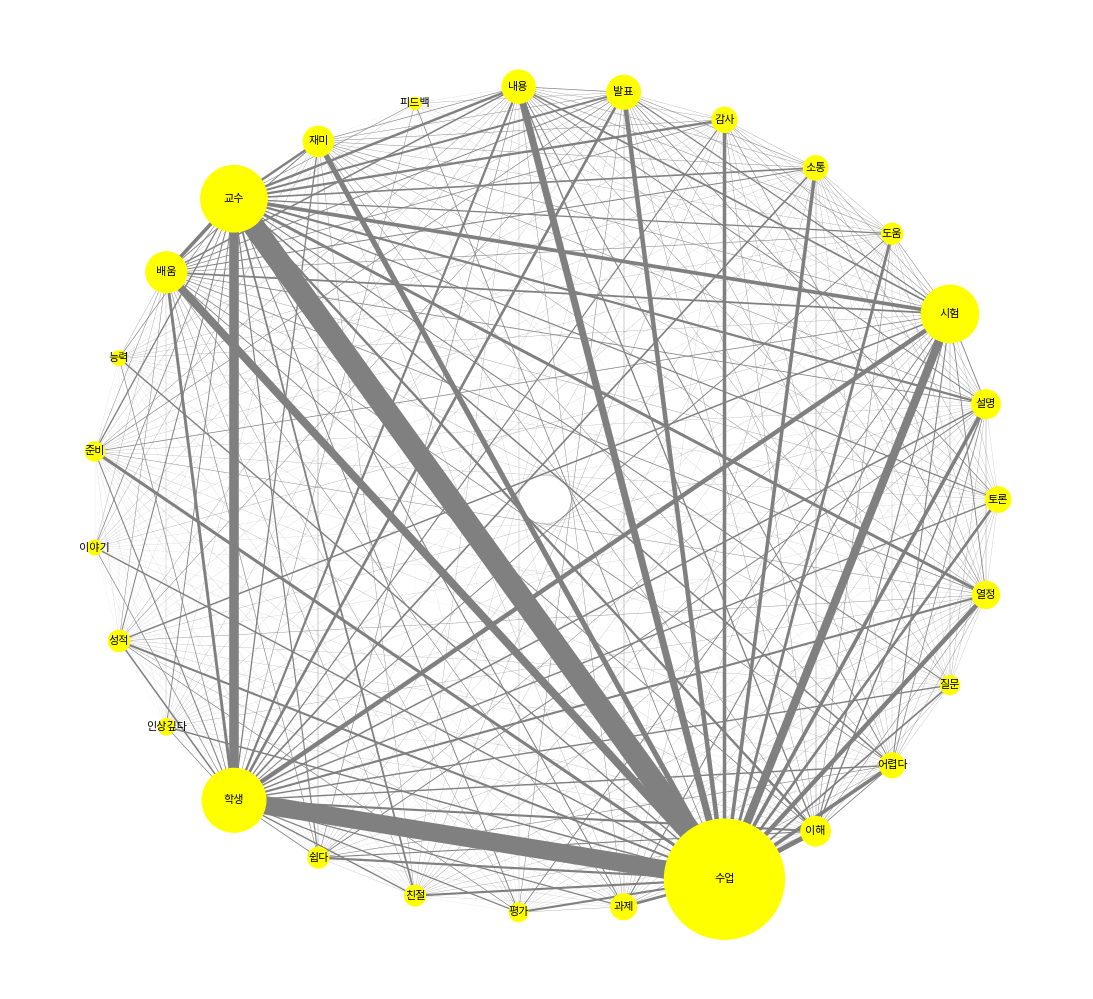 내용
발표
피드백
감사
재미
소통
교수
도움
배움
시험
능력
설명
준비
토론
이야기
열정
성적
질문
인상깊다
어렵다
학생
이해
쉽다
수업
친절
과제
평가